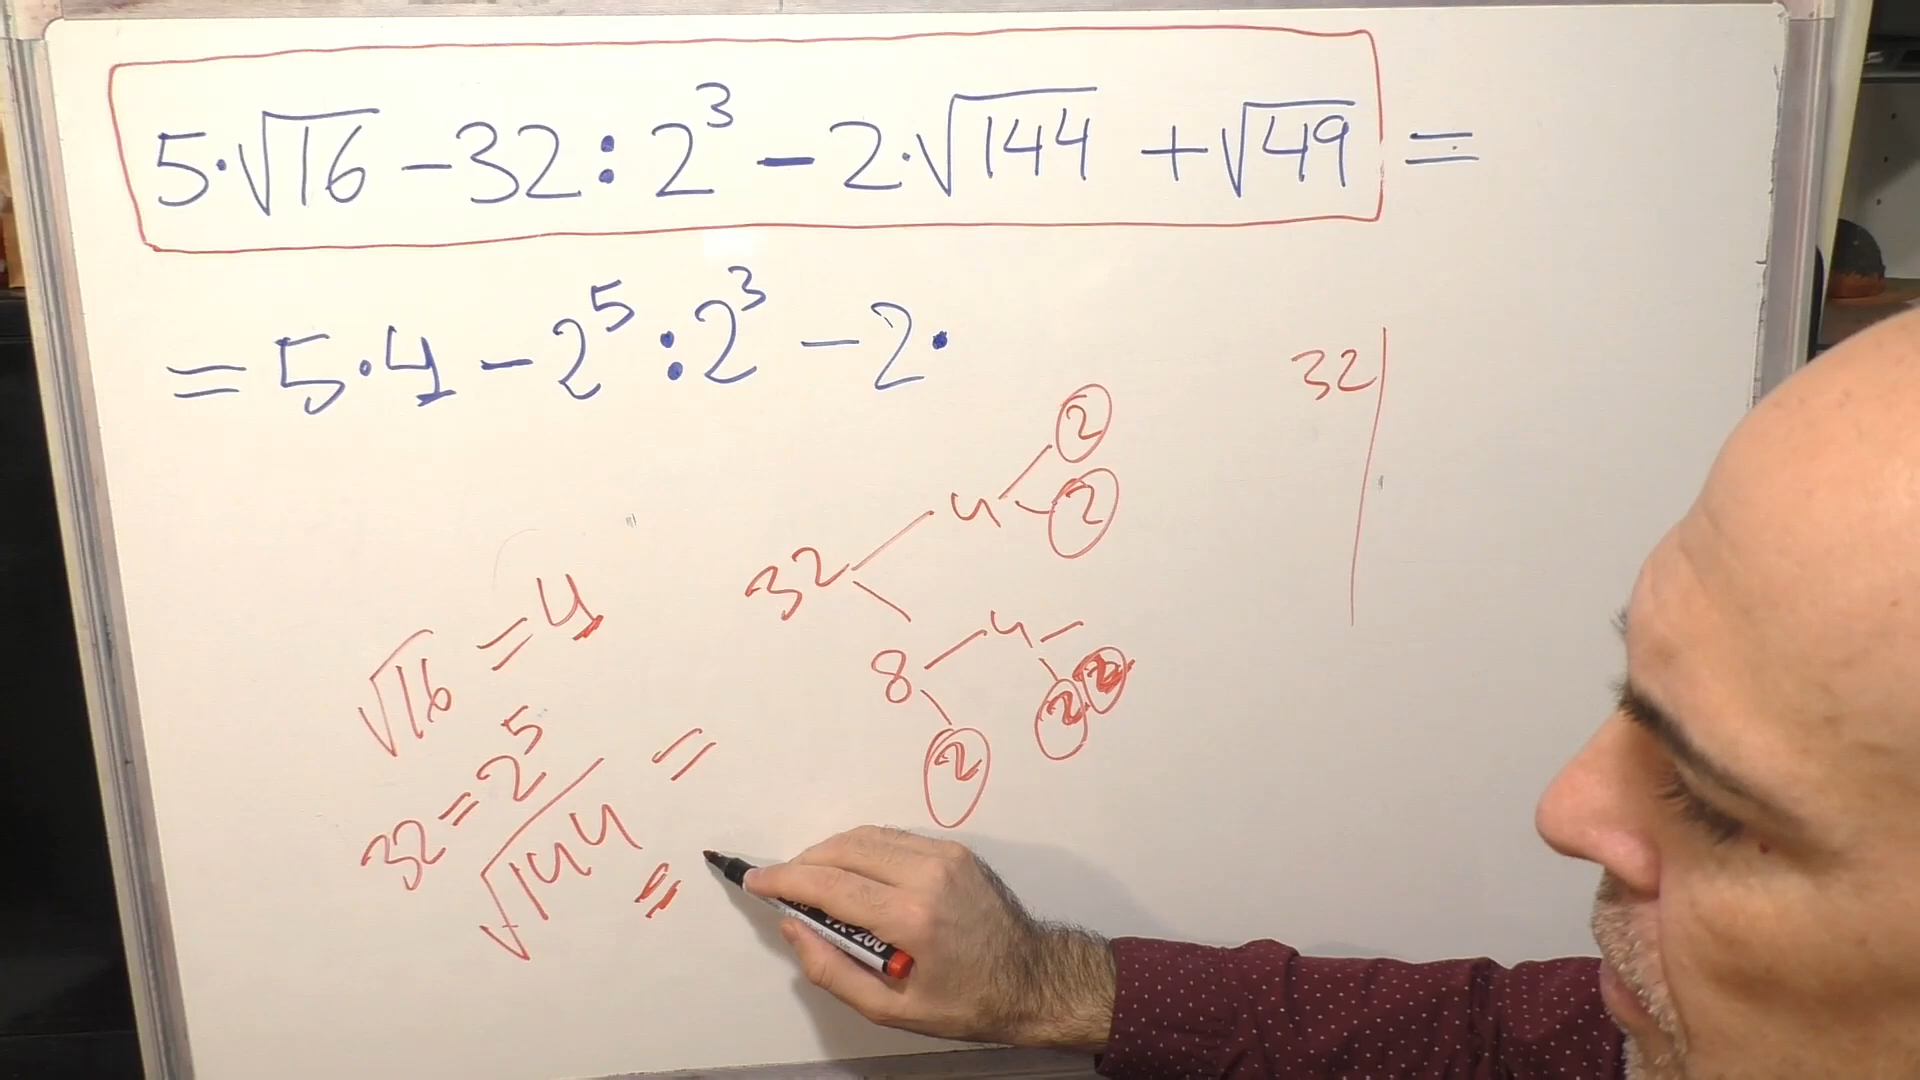 5·√16 − 32 : 2³ − 2·√144 + √49 =
= 5·4 − 2⁵ : 2³ − 2·
32
2
4 2
32
8 4
2 2
2
√16 = 4
32 = 2⁵
√144 =
=